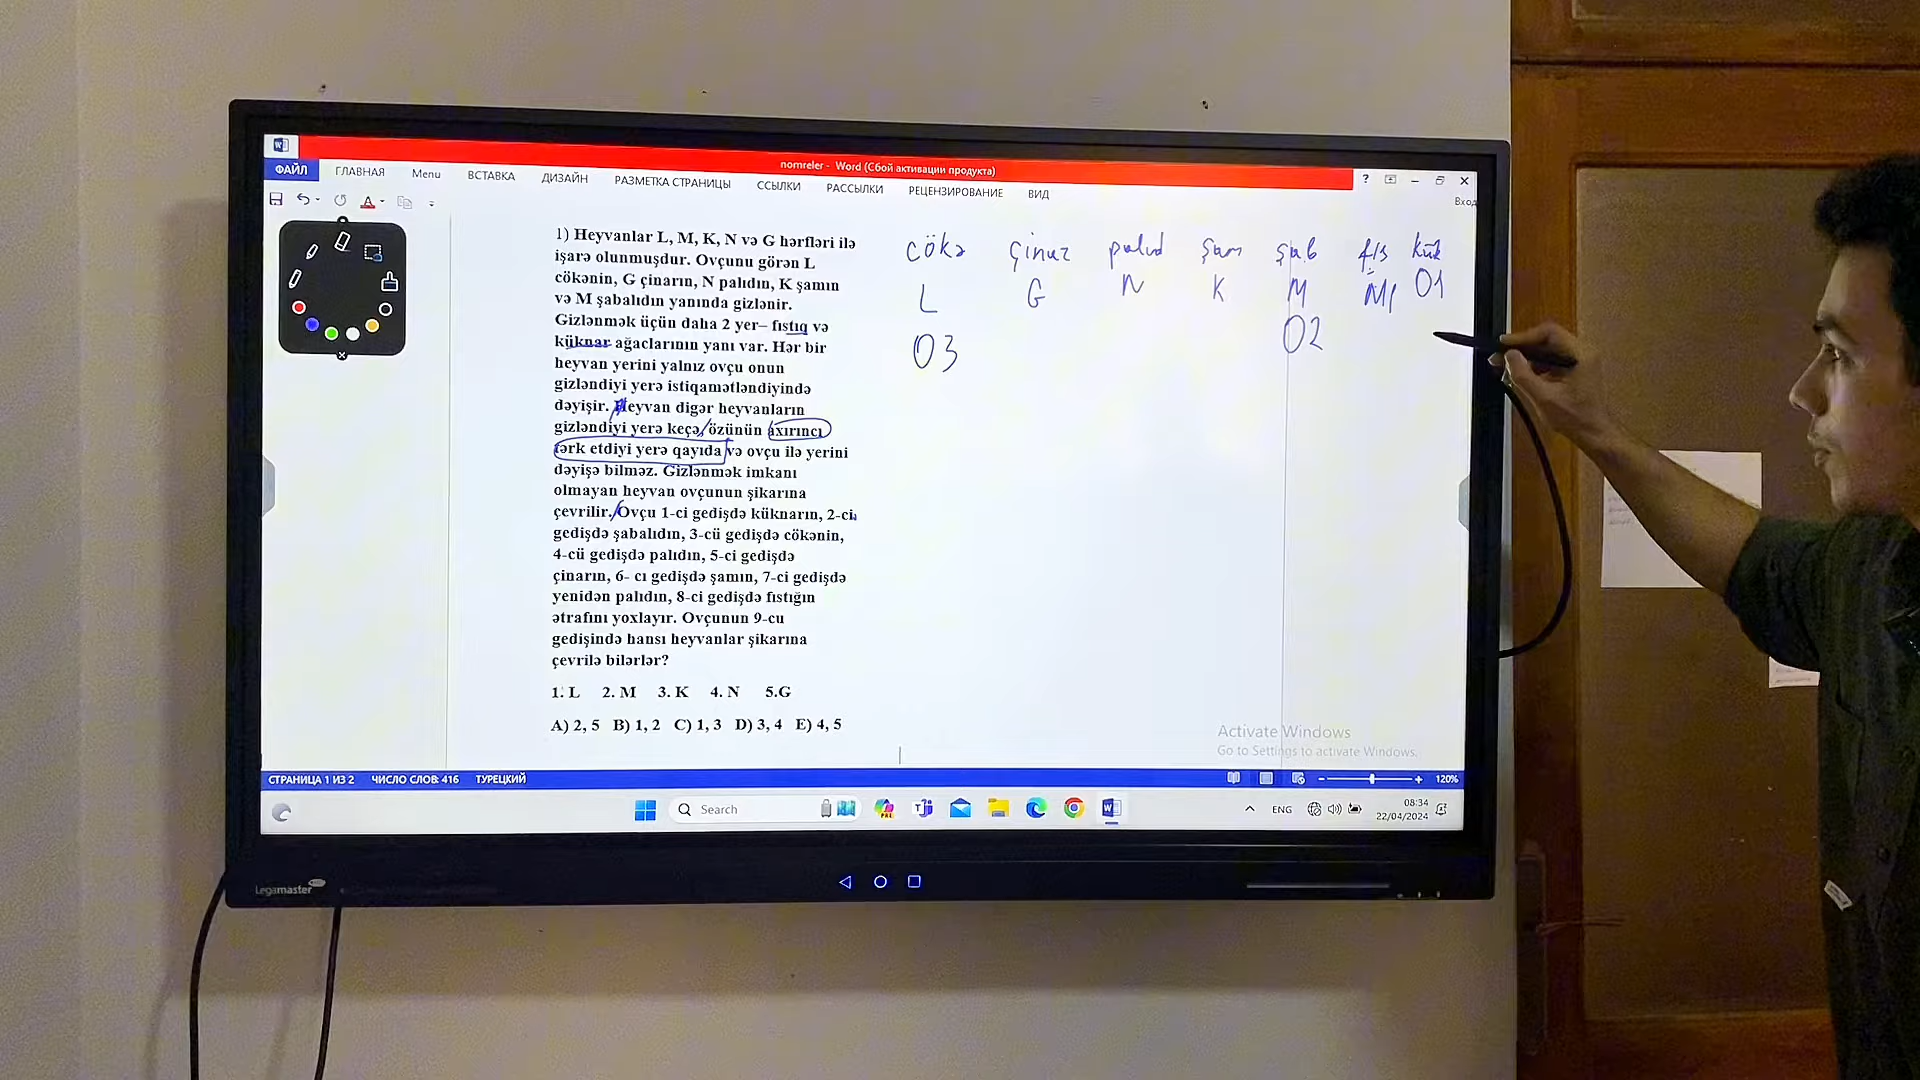 nomreler - Word (Сбой активации продукта)
ФАЙЛ ГЛАВНАЯ Menu ВСТАВКА ДИЗАЙН РАЗМЕТКА СТРАНИЦЫ ССЫЛКИ РАССЫЛКИ РЕЦЕНЗИРОВАНИЕ ВИД
Вход
1) Heyvanlar L, M, K, N və G hərfləri ilə
işarə olunmuşdur. Ovçunu görən L
cökənin, G çinarın, N palıdın, K şamın
və M şabalıdın yanında gizlənir.
Gizlənmək üçün daha 2 yer– fıstıq və
küknar ağaclarının yanı var. Hər bir
heyvan yerini yalnız ovçu onun
gizləndiyi yerə istiqamətləndiyində
dəyişir. Heyvan digər heyvanların
gizləndiyi yerə keçə, özünün axırıncı
tərk etdiyi yerə qayıda və ovçu ilə yerini
dəyişə bilməz. Gizlənmək imkanı
olmayan heyvan ovçunun şikarına
çevrilir. Ovçu 1-ci gedişdə küknarın, 2-ci
gedişdə şabalıdın, 3-cü gedişdə cökənin,
4-cü gedişdə palıdın, 5-ci gedişdə
çinarın, 6- cı gedişdə şamın, 7-ci gedişdə
yenidən palıdın, 8-ci gedişdə fıstığın
ətrafını yoxlayır. Ovçunun 9-cu
gedişində hansı heyvanlar şikarına
çevrilə bilərlər?
1. L 2. M 3. K 4. N 5.G
A) 2, 5 B) 1, 2 C) 1, 3 D) 3, 4 E) 4, 5
cökə çinar palıd şam şab fıs kük
L G N K M M O1
O3 O2
Activate Windows
Go to Settings to activate Windows.
СТРАНИЦА 1 ИЗ 2 ЧИСЛО СЛОВ: 416 ТУРЕЦКИЙ
120%
Search
ENG
08:34
22/04/2024
Legamaster